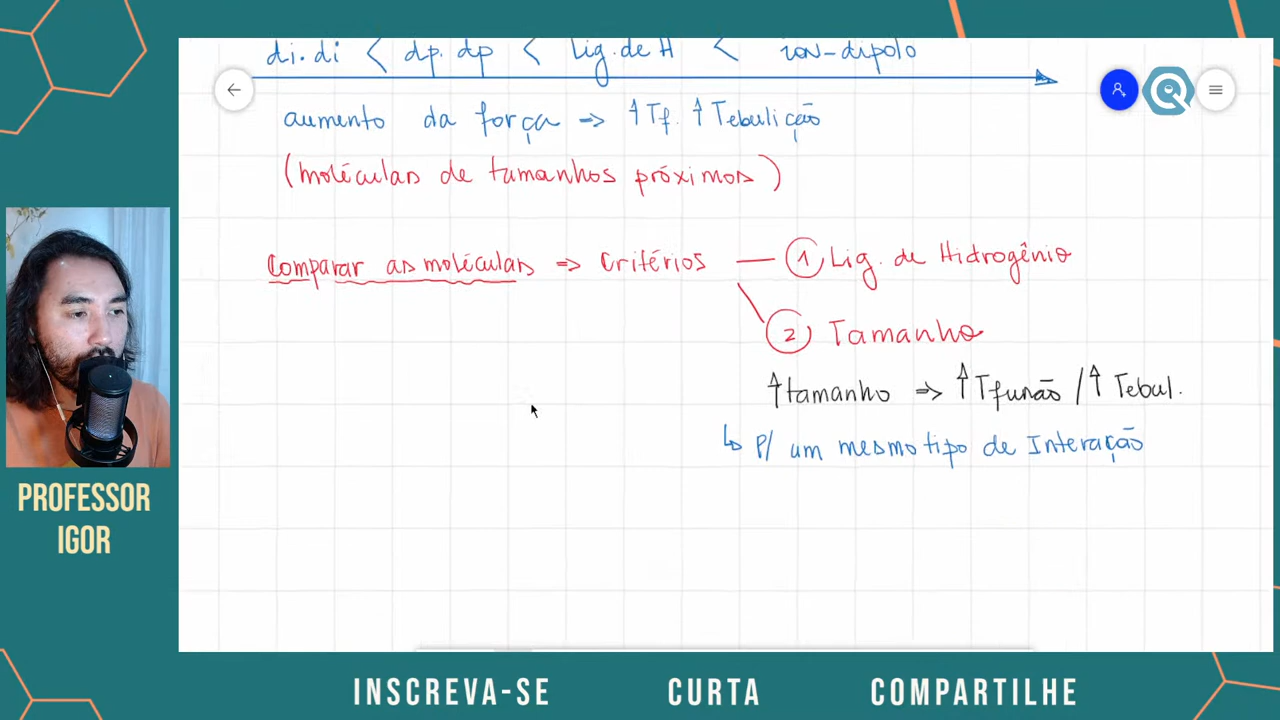 di.di < dp.dp < Lig.de H < íon-dipolo
aumento da força => ↑Tf. ↑Tebulição
(moléculas de tamanhos próximos)
Comparar as moléculas => Critérios — 1 Lig. de Hidrogênio
2 Tamanho
↑tamanho => ↑Tfusão / ↑Tebul.
↳ P/ um mesmo tipo de Interação
PROFESSOR
IGOR
INSCREVA-SE CURTA COMPARTILHE